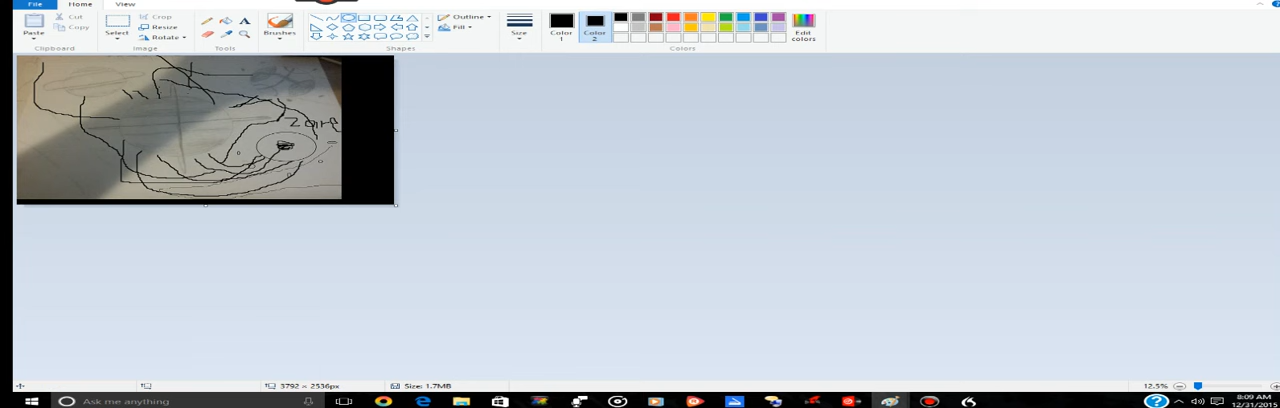 File Home View
Paste Cut Copy Select Crop Resize Rotate Brushes Outline Fill Size Color 1 Color 2 Edit colors
Clipboard Image Tools Shapes Colors
3792 × 2536px Size: 1.7MB 12.5%
Ask me anything 8:09 AM
12/31/2015